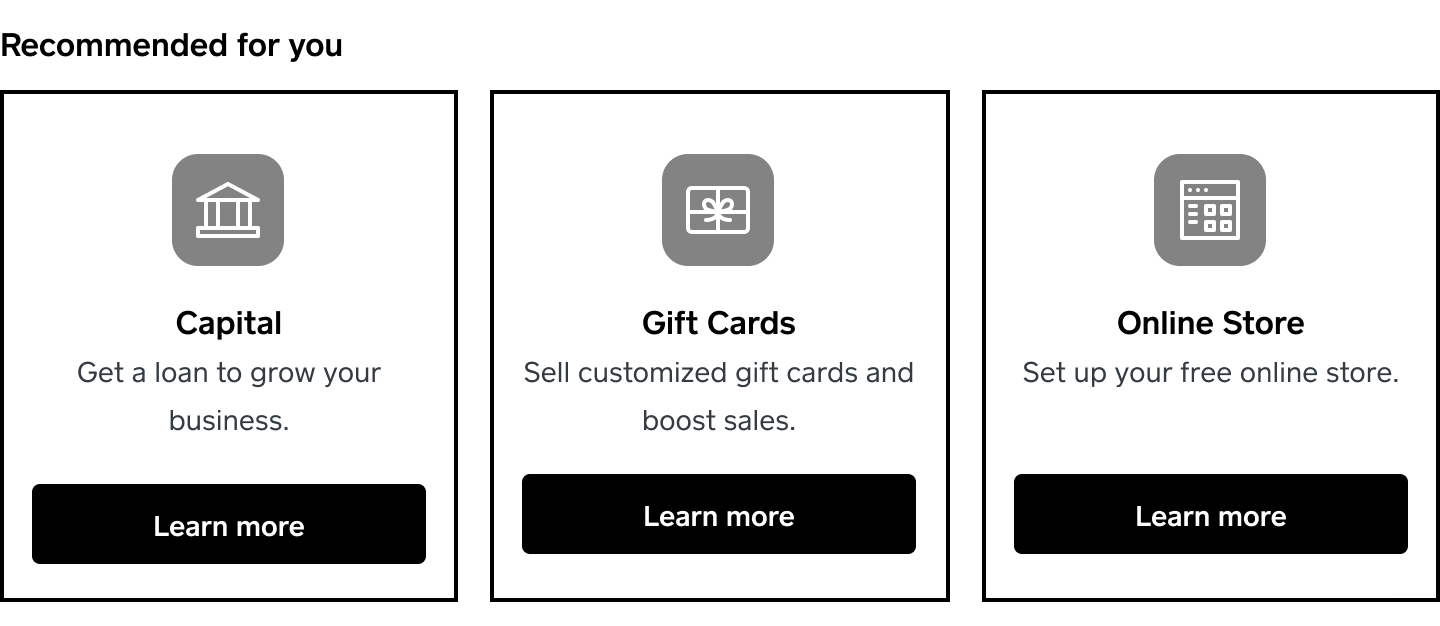 Recommended for you
Capital
Get a loan to grow your
business.
Learn more
Gift Cards
Sell customized gift cards and
boost sales.
Learn more
Online Store
Set up your free online store.
Learn more